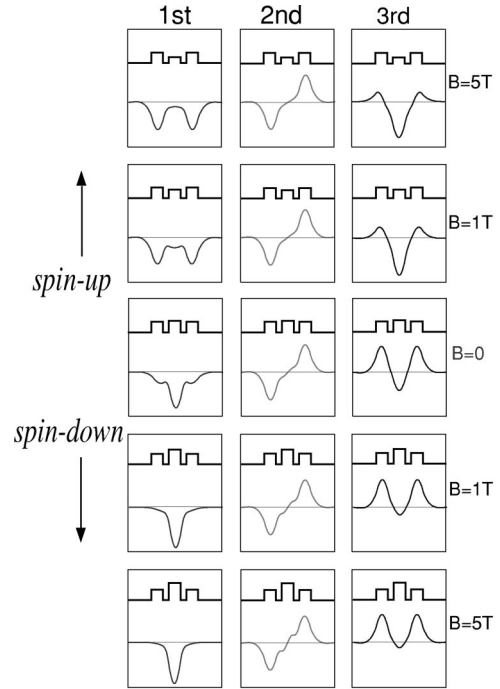 1st 2nd 3rd
B=5T
B=1T
spin-up
B=0
spin-down
B=1T
B=5T